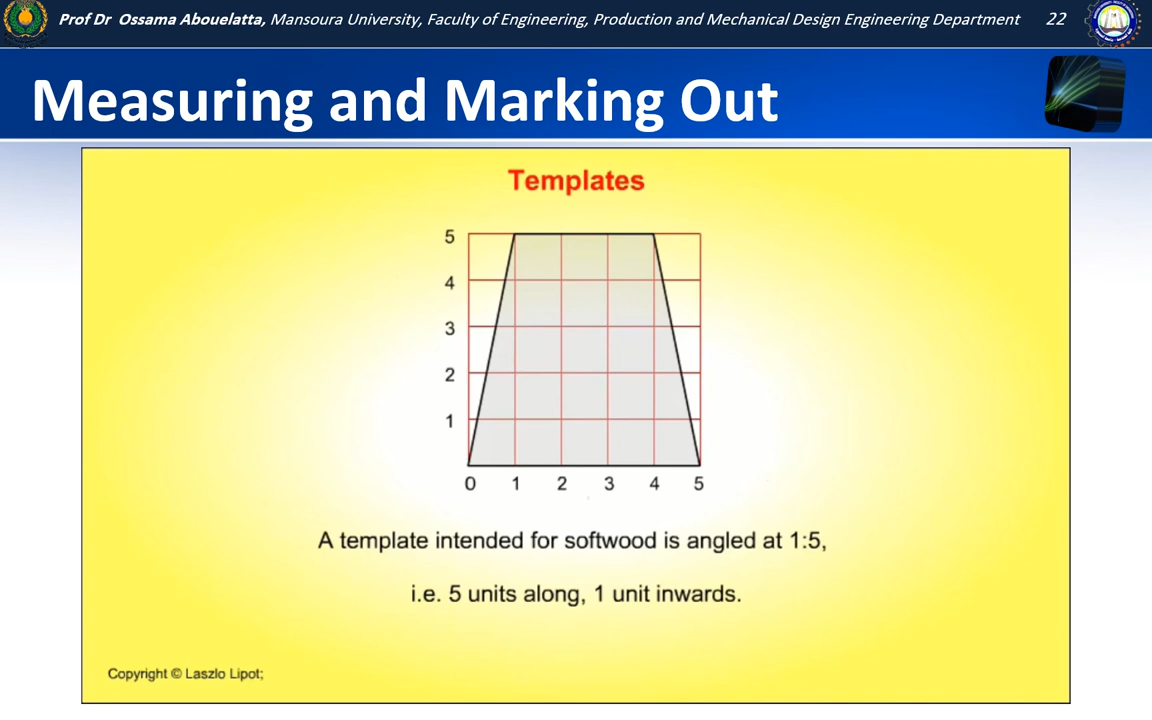 Prof Dr Ossama Abouelatta, Mansoura University, Faculty of Engineering, Production and Mechanical Design Engineering Department 22
Measuring and Marking Out
Templates
5
4
3
2
1
0 1 2 3 4 5
A template intended for softwood is angled at 1:5,
i.e. 5 units along, 1 unit inwards.
Copyright © Laszlo Lipot;